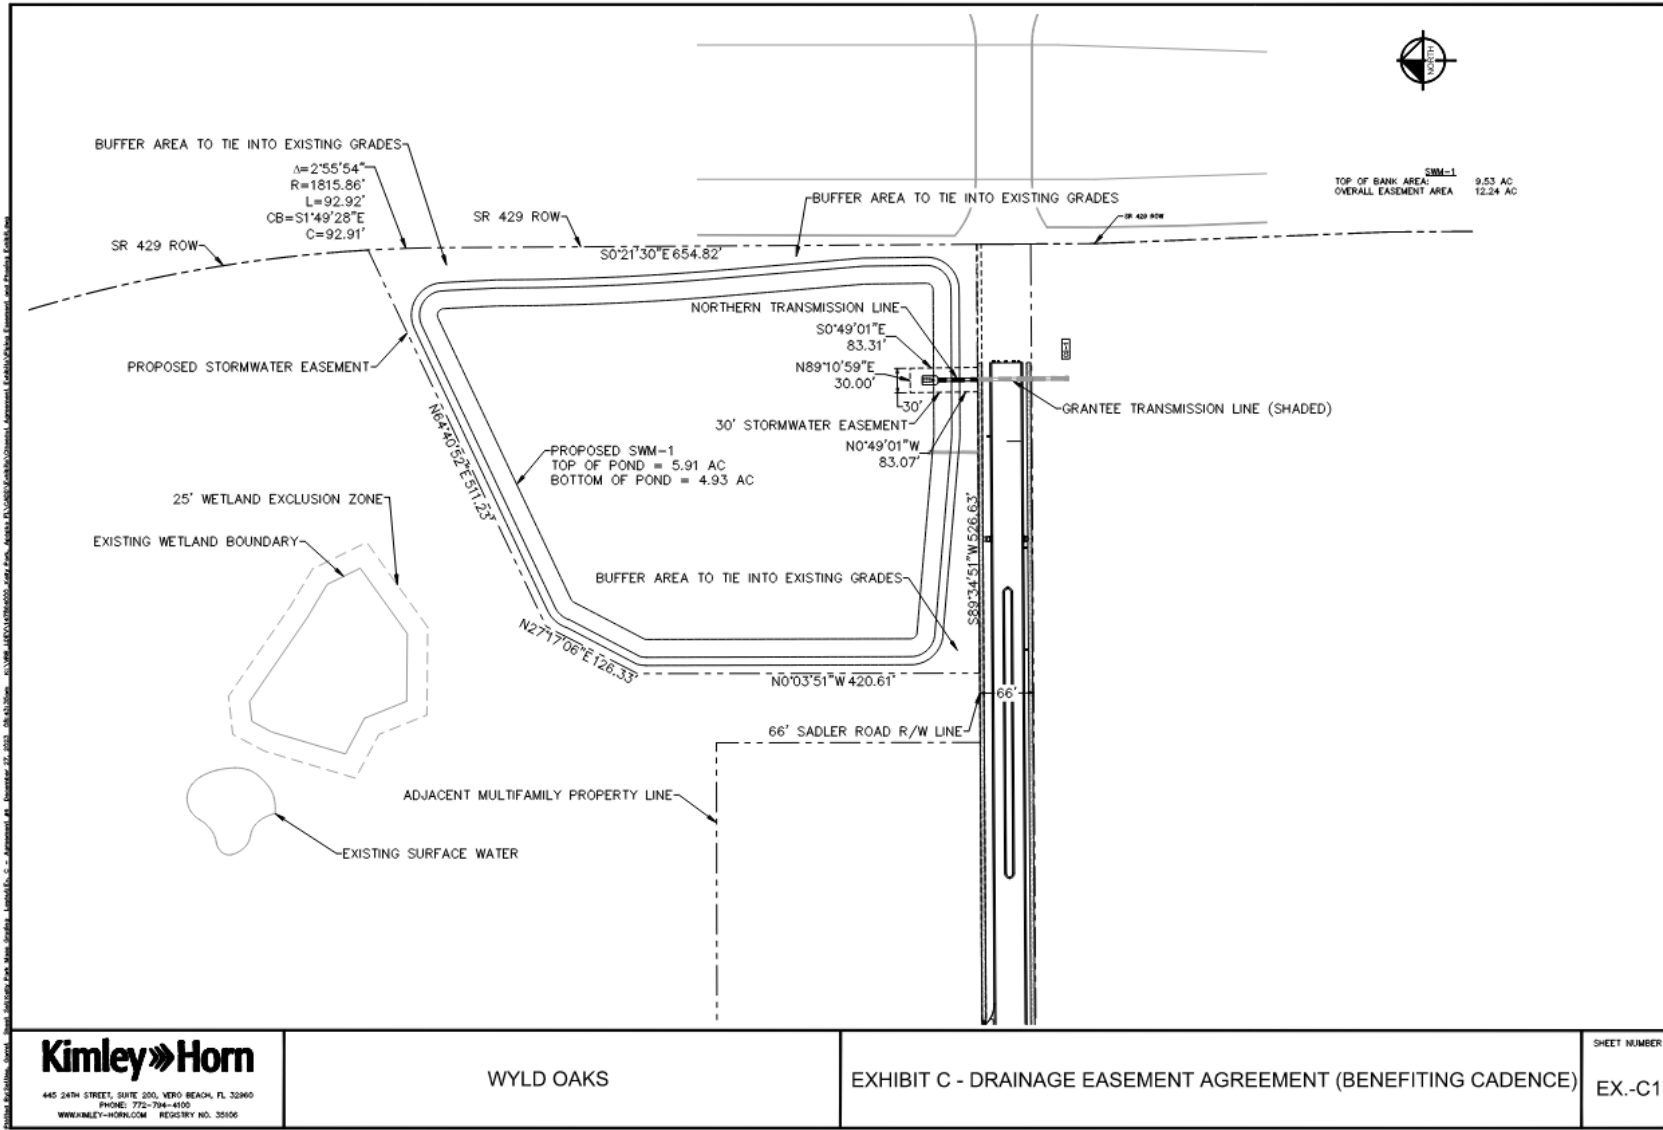 NORTH
BUFFER AREA TO TIE INTO EXISTING GRADES
Δ=2°55'54"
R=1815.86'
L=92.92'
CB=S1°49'28"E
C=92.91'
SWM-1
TOP OF BANK AREA: 9.53 AC
OVERALL EASEMENT AREA 12.24 AC
BUFFER AREA TO TIE INTO EXISTING GRADES
SR 429 ROW
SR 429 ROW
SR 429 ROW
S0°21'30"E 654.82'
NORTHERN TRANSMISSION LINE
S0°49'01"E
83.31'
PROPOSED STORMWATER EASEMENT
N89°10'59"E
30.00'
30'
GRANTEE TRANSMISSION LINE (SHADED)
30' STORMWATER EASEMENT
N0°49'01"W
83.07'
N64°40'52"E 511.23'
PROPOSED SWM-1
TOP OF POND = 5.91 AC
BOTTOM OF POND = 4.93 AC
25' WETLAND EXCLUSION ZONE
EXISTING WETLAND BOUNDARY
S89°34'51"W 526.63'
BUFFER AREA TO TIE INTO EXISTING GRADES
N27°17'06"E 126.33'
N0°03'51"W 420.61'
66'
66' SADLER ROAD R/W LINE
ADJACENT MULTIFAMILY PROPERTY LINE
EXISTING SURFACE WATER
Kimley»Horn
445 24TH STREET, SUITE 200, VERO BEACH, FL 32960
PHONE: 772-794-4100
WWW.KIMLEY-HORN.COM REGISTRY NO. 35106
WYLD OAKS
EXHIBIT C - DRAINAGE EASEMENT AGREEMENT (BENEFITING CADENCE)
SHEET NUMBER
EX.-C1